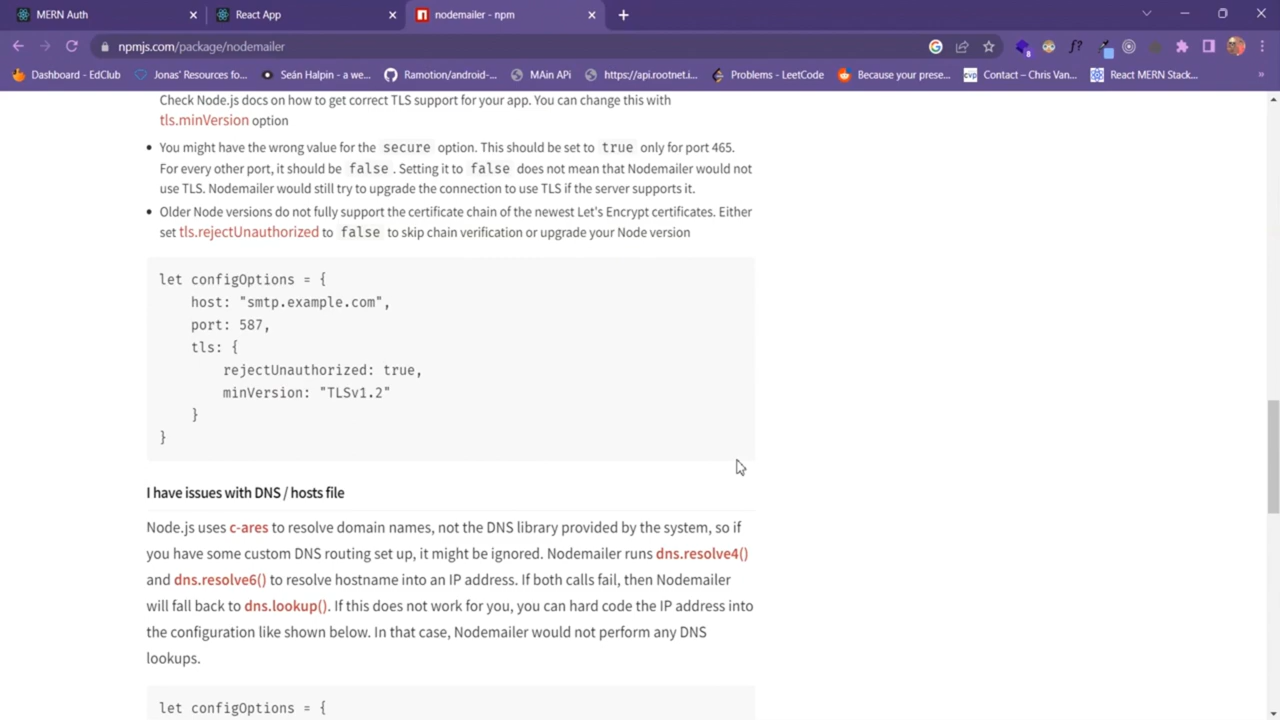 MERN Auth
React App
nodemailer - npm
npmjs.com/package/nodemailer
Dashboard - EdClub
Jonas' Resources fo...
Seán Halpin - a we...
Ramotion/android-...
MAin APi
https://api.rootnet.i...
Problems - LeetCode
Because your prese...
Contact – Chris Van...
React MERN Stack...
Check Node.js docs on how to get correct TLS support for your app. You can change this with
tls.minVersion option
• You might have the wrong value for the secure option. This should be set to true only for port 465.
For every other port, it should be false . Setting it to false does not mean that Nodemailer would not
use TLS. Nodemailer would still try to upgrade the connection to use TLS if the server supports it.
• Older Node versions do not fully support the certificate chain of the newest Let's Encrypt certificates. Either
set tls.rejectUnauthorized to false to skip chain verification or upgrade your Node version
let configOptions = {
host: "smtp.example.com",
port: 587,
tls: {
rejectUnauthorized: true,
minVersion: "TLSv1.2"
}
}
I have issues with DNS / hosts file
Node.js uses c-ares to resolve domain names, not the DNS library provided by the system, so if
you have some custom DNS routing set up, it might be ignored. Nodemailer runs dns.resolve4()
and dns.resolve6() to resolve hostname into an IP address. If both calls fail, then Nodemailer
will fall back to dns.lookup(). If this does not work for you, you can hard code the IP address into
the configuration like shown below. In that case, Nodemailer would not perform any DNS
lookups.
let configOptions = {